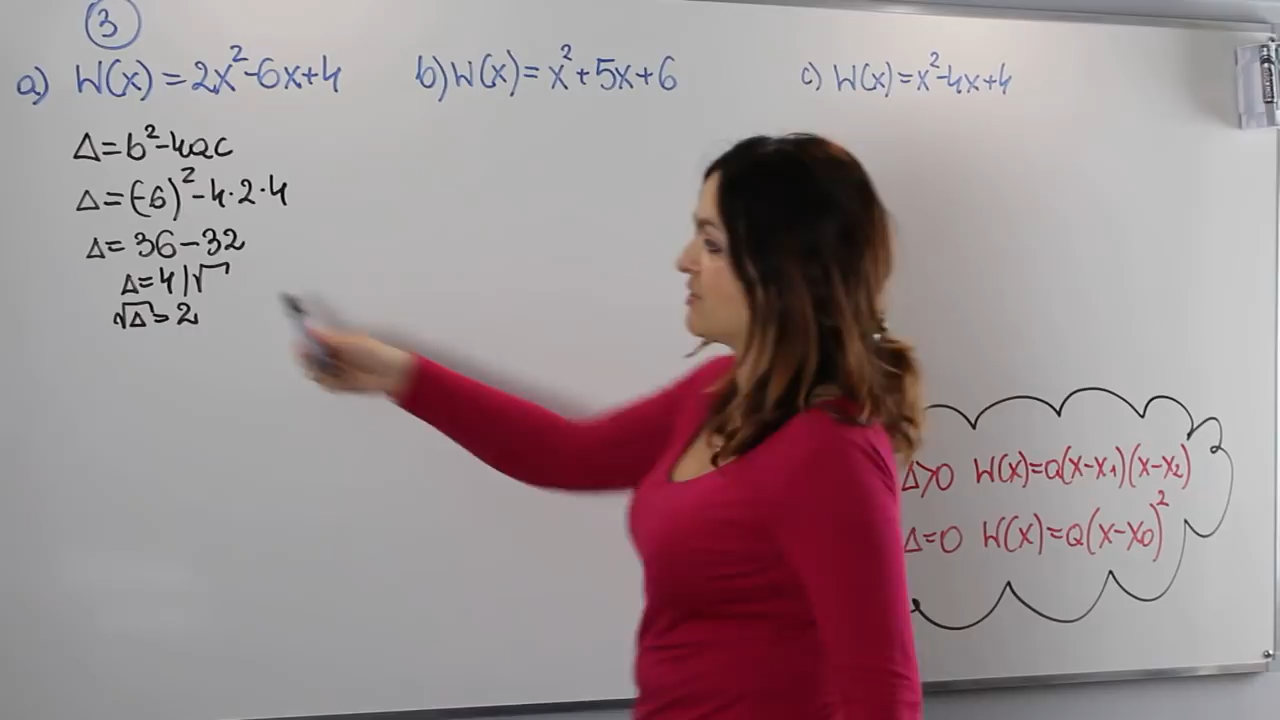 3
a) W(x)=2x²-6x+4
b) W(x)=x²+5x+6
c) W(x)=x²-4x+4
Δ=b²-4ac
Δ=(-6)²-4·2·4
Δ=36-32
Δ=4/√
√Δ=2
Δ>0 W(x)=a(x-x₁)(x-x₂)
Δ=0 W(x)=a(x-x₀)²